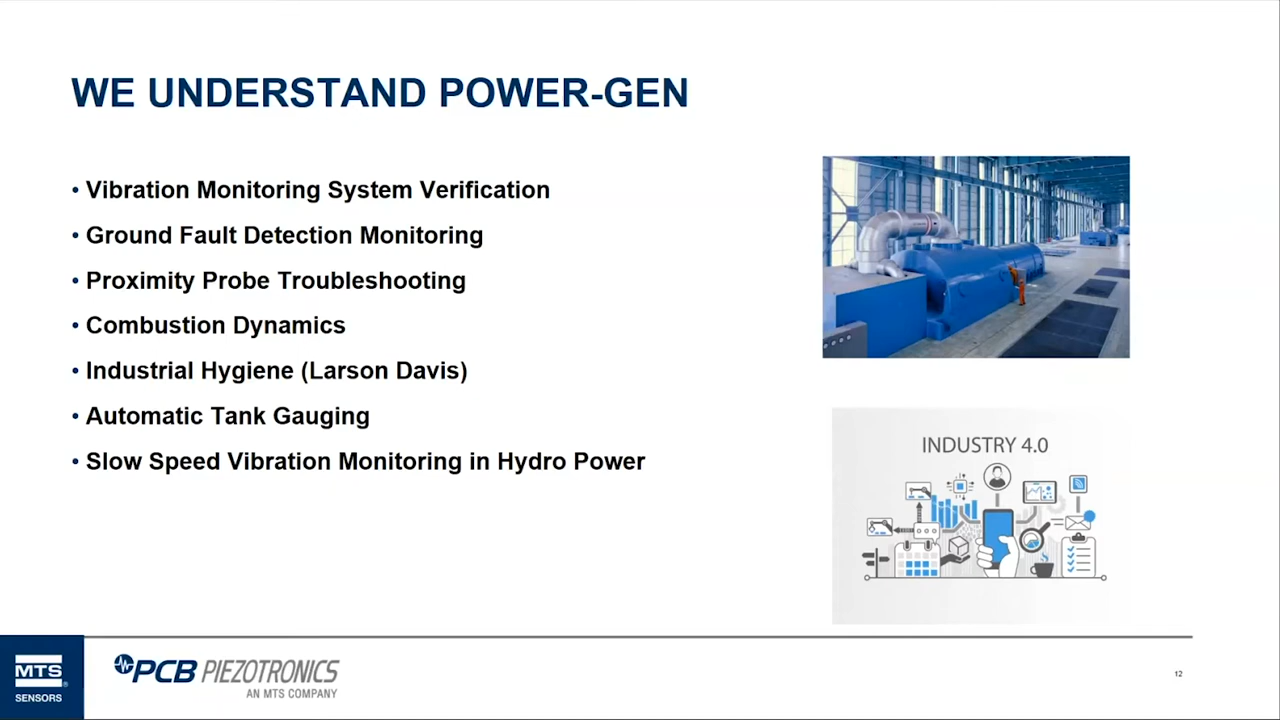 WE UNDERSTAND POWER-GEN
• Vibration Monitoring System Verification
• Ground Fault Detection Monitoring
• Proximity Probe Troubleshooting
• Combustion Dynamics
• Industrial Hygiene (Larson Davis)
• Automatic Tank Gauging
• Slow Speed Vibration Monitoring in Hydro Power
INDUSTRY 4.0
MTS
SENSORS
PCB PIEZOTRONICS
AN MTS COMPANY
12